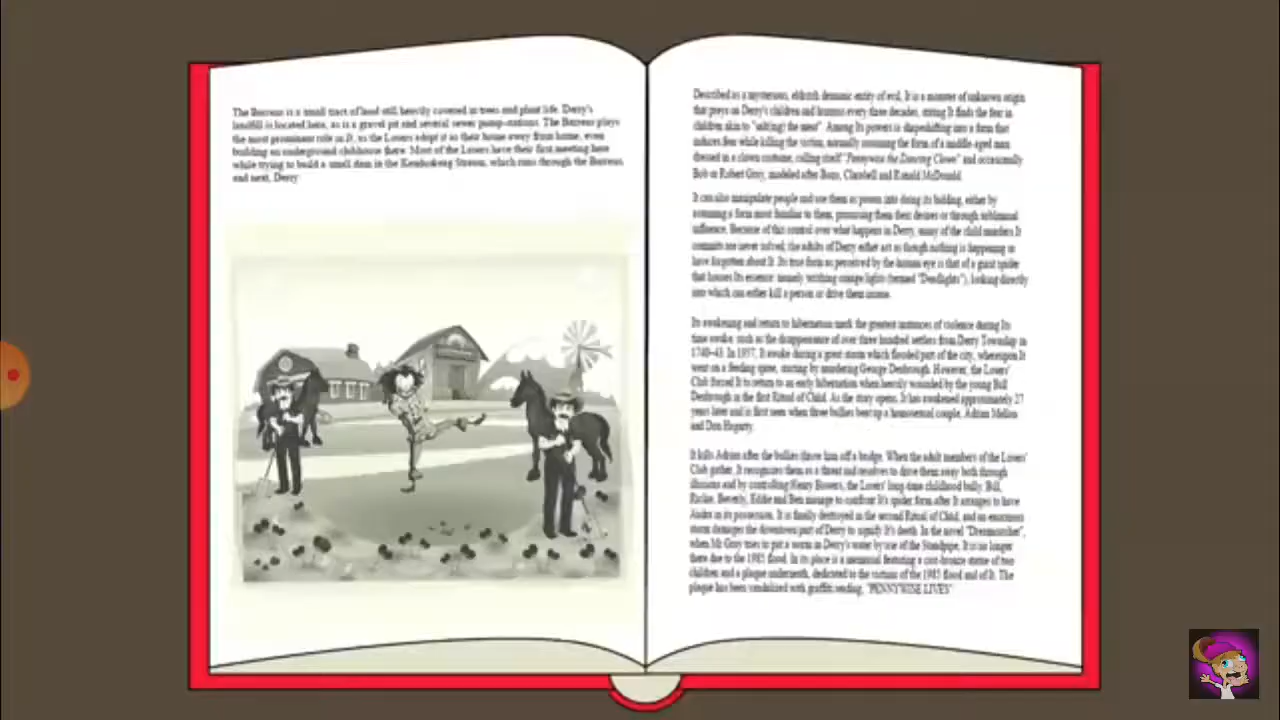 The Barrens is a small tract of land still heavily covered in trees and plant life. Derry's
landfill is located here, as is a gravel pit and several sewer pump-stations. The Barrens plays
the most prominent role in It, as the Losers adopt it as their home away from home, even
building an underground clubhouse there. Most of the Losers have their first meeting here
while trying to build a small dam in the Kenduskeag Stream, which runs through the Barrens
and next, Derry
Described as a mysterious, eldritch demonic entity of evil, It is a monster of unknown origin
that preys on Derry's children and humans every three decades, stating It finds the fear in
children akin to "salting the meat". Among Its powers is shapeshifting into a form that
induces fear while killing the victim, normally assuming the form of a middle-aged man
dressed in a clown costume, calling itself "Pennywise the Dancing Clown" and occasionally
Bob or Robert Gray, modeled after Bozo, Clarabell and Ronald McDonald.
It can also manipulate people and use them as pawns into doing its bidding, either by
assuming a form most familiar to them, promising them their desires or through subliminal
influence. Because of this control over what happens in Derry, many of the child murders It
commits are never solved; the adults of Derry either act as though nothing is happening or
have forgotten about It. Its true form as perceived by the human eye is that of a giant spider
that houses Its essence: namely writhing orange lights (termed "Deadlights"), looking directly
into which can either kill a person or drive them insane.
Its awakening and return to hibernation mark the greatest instances of violence during Its
time awake, such as the disappearance of over three hundred settlers from Derry Township in
1740–43. In 1957, It awoke during a great storm which flooded part of the city, whereupon It
went on a feeding spree, starting by murdering George Denbrough. However, the Losers'
Club forced It to return to an early hibernation when heavily wounded by the young Bill
Denbrough in the first Ritual of Chüd. As the story opens, It has awakened approximately 27
years later and is first seen when three bullies beat up a homosexual couple, Adrian Mellon
and Don Hagarty.
It kills Adrian after the bullies throw him off a bridge. When the adult members of the Losers'
Club gather, It recognizes them as a threat and resolves to drive them away both through
illusions and by controlling Henry Bowers, the Losers' long-time childhood bully. Bill,
Richie, Beverly, Eddie and Ben manage to confront It's spider form after It arranges to have
Audra in its possession. It is finally destroyed in the second Ritual of Chüd, and an enormous
storm damages the downtown part of Derry to signify It's death. In the novel "Dreamcatcher",
when Mr Gray tries to put a worm in Derry's water by use of the Standpipe, It is no longer
there due to the 1985 flood. In its place is a memorial featuring a cast-bronze statue of two
children and a plaque underneath, dedicated to the victims of the 1985 flood and of It. The
plaque has been vandalized with graffiti reading, "PENNYWISE LIVES"